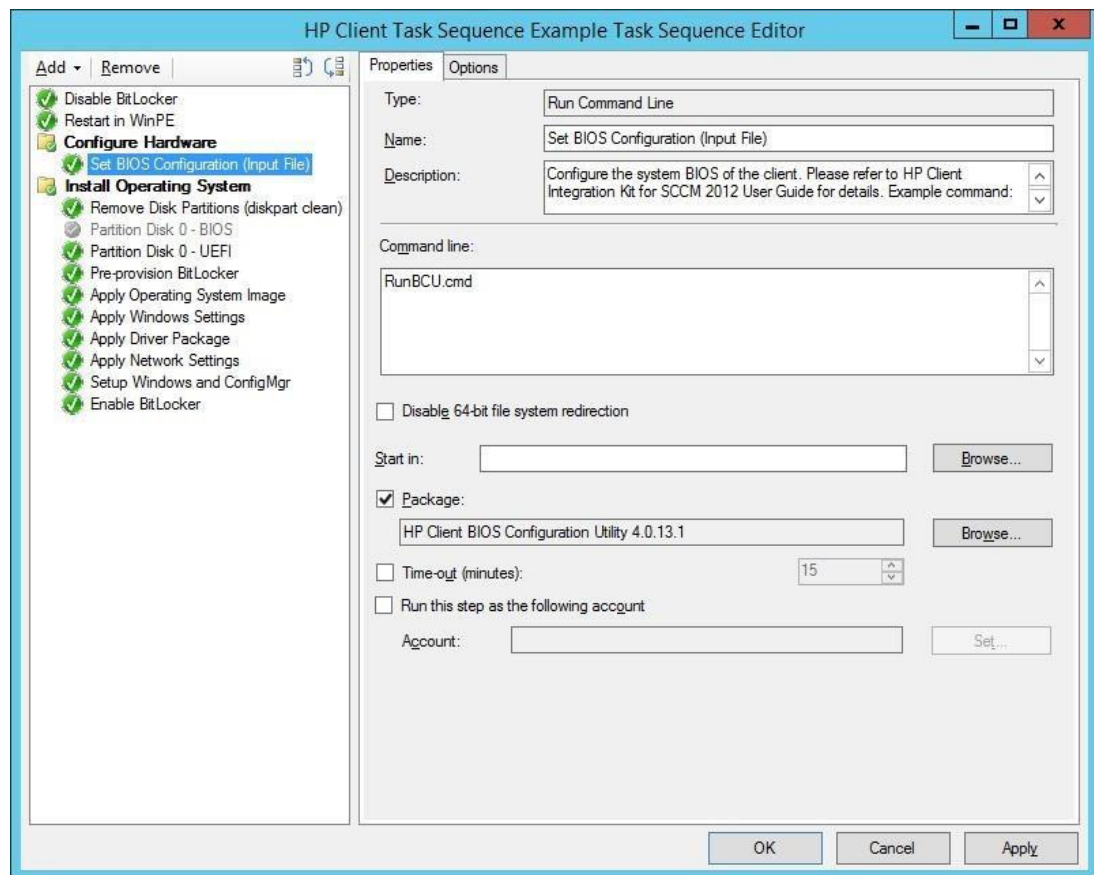 HP Client Task Sequence Example Task Sequence Editor
Add
Remove
Disable BitLocker
Restart in WinPE
Configure Hardware
Set BIOS Configuration (Input File)
Install Operating System
Remove Disk Partitions (diskpart clean)
Partition Disk 0 - BIOS
Partition Disk 0 - UEFI
Pre-provision BitLocker
Apply Operating System Image
Apply Windows Settings
Apply Driver Package
Apply Network Settings
Setup Windows and ConfigMgr
Enable BitLocker
Properties
Options
Type:
Run Command Line
Name:
Set BIOS Configuration (Input File)
Description:
Configure the system BIOS of the client. Please refer to HP Client
Integration Kit for SCCM 2012 User Guide for details. Example command:
Command line:
RunBCU.cmd
Disable 64-bit file system redirection
Start in:
Browse...
Package:
HP Client BIOS Configuration Utility 4.0.13.1
Browse...
Time-out (minutes):
15
Run this step as the following account
Account:
Set...
OK
Cancel
Apply